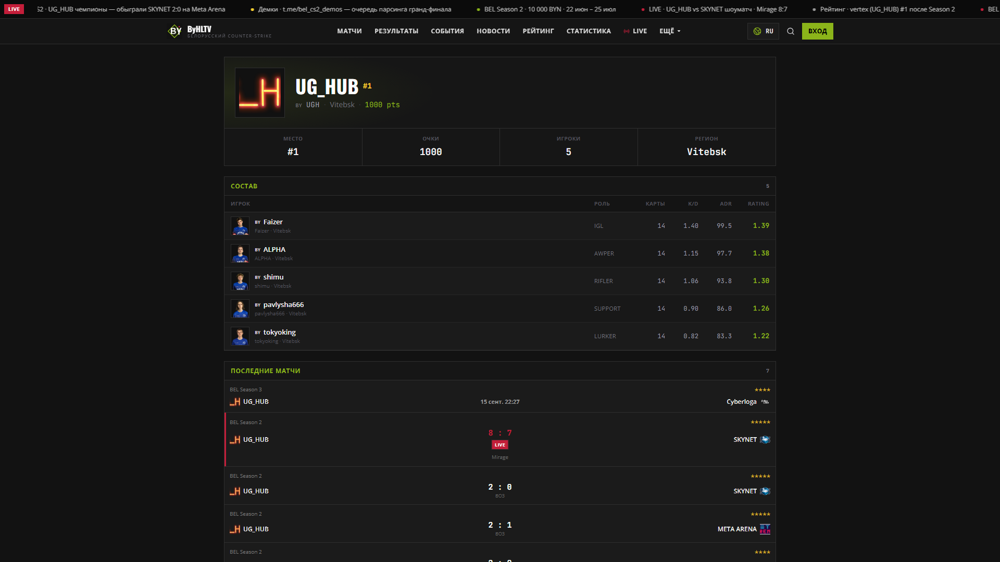 LIVE
S2 · UG_HUB чемпионы — обыграли SKYNET 2:0 на Meta Arena
Демки · t.me/bel_cs2_demos — очередь парсинга гранд-финала
BEL Season 2 · 10 000 BYN · 22 июн – 25 июл
LIVE · UG_HUB vs SKYNET шоуматч · Mirage 8:7
Рейтинг · vertex (UG_HUB) #1 после Season 2
BEL
BY
ByHLTV
БЕЛОРУССКИЙ COUNTER-STRIKE
МАТЧИ
РЕЗУЛЬТАТЫ
СОБЫТИЯ
НОВОСТИ
РЕЙТИНГ
СТАТИСТИКА
LIVE
ЕЩЁ
RU
ВХОД
_H
UG_HUB #1
BY UGH · Vitebsk · 1000 pts
МЕСТО
#1
ОЧКИ
1000
ИГРОКИ
5
РЕГИОН
Vitebsk
СОСТАВ 5
ИГРОК РОЛЬ КАРТЫ K/D ADR RATING
BY Faizer IGL 14 1.40 99.5 1.39
Faizer · Vitebsk
BY ALPHA AWPER 14 1.15 97.7 1.38
ALPHA · Vitebsk
BY shimu RIFLER 14 1.06 93.8 1.30
shimu · Vitebsk
BY pavlysha666 SUPPORT 14 0.90 86.0 1.26
pavlysha666 · Vitebsk
BY tokyoking LURKER 14 0.82 83.3 1.22
tokyoking · Vitebsk
ПОСЛЕДНИЕ МАТЧИ 7
BEL Season 3 ★★★★
_H UG_HUB 15 сент. 22:27 Cyberloga
BEL Season 2 ★★★★★
8 : 7
_H UG_HUB SKYNET
LIVE
Mirage
BEL Season 2 ★★★★★
2 : 0
_H UG_HUB SKYNET
BO3
BEL Season 2 ★★★★★
2 : 1
_H UG_HUB META ARENA
BO3
BEL Season 2 ★★★★